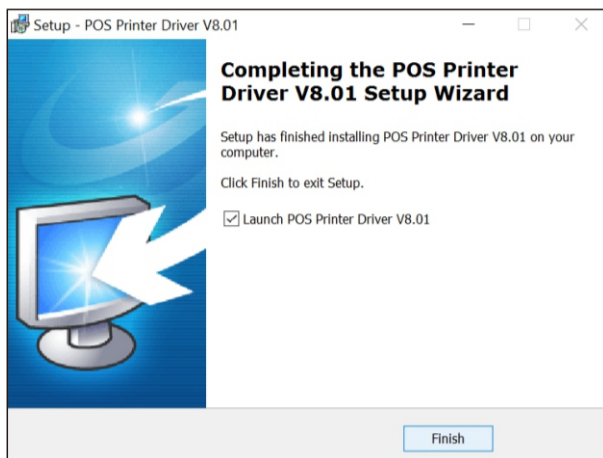 Setup - POS Printer Driver V8.01
Completing the POS Printer
Driver V8.01 Setup Wizard
Setup has finished installing POS Printer Driver V8.01 on your
computer.
Click Finish to exit Setup.
Launch POS Printer Driver V8.01
Finish